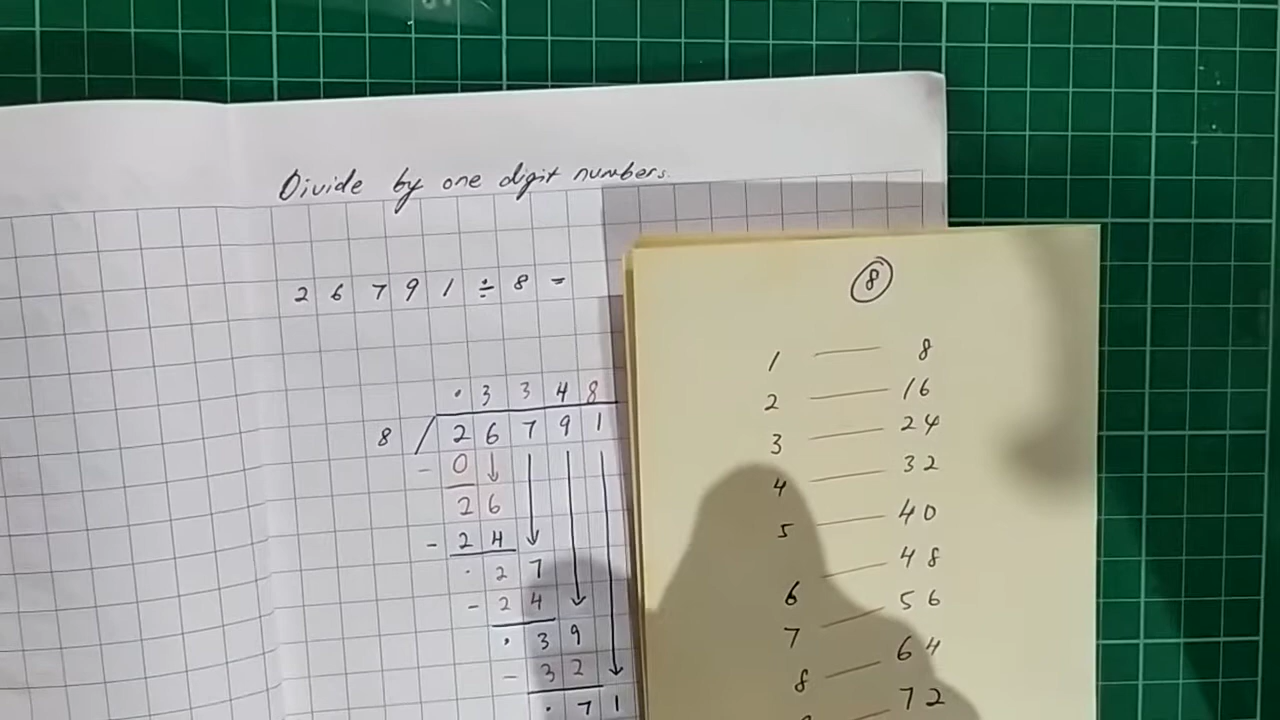 Divide by one digit numbers.
2 6 7 9 1 ÷ 8 =
· 3 3 4 8
8 / 2 6 7 9 1
- 0
2 6
- 2 4
· 2 7
- 2 4
· 3 9
- 3 2
· 7 1
8
1 — 8
2 — 16
3 — 24
4 — 32
5 — 40
6 — 48
7 — 56
8 — 64
— 72